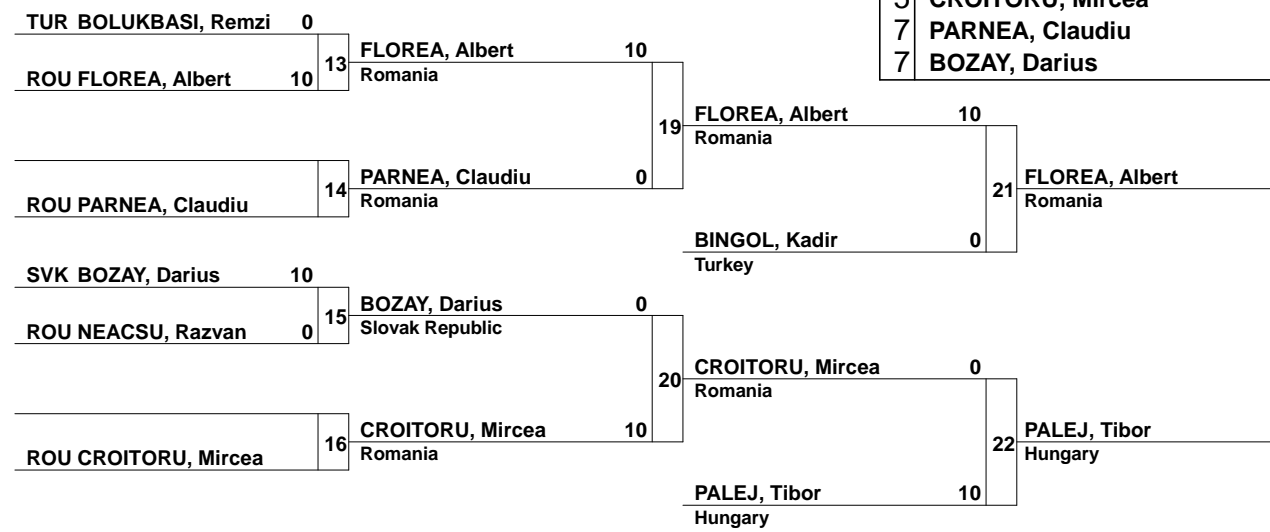 5 CROITORU, Mircea
7 PARNEA, Claudiu
7 BOZAY, Darius
TUR BOLUKBASI, Remzi 0
13
ROU FLOREA, Albert 10
FLOREA, Albert 10
Romania
14
ROU PARNEA, Claudiu
PARNEA, Claudiu 0
Romania
19
FLOREA, Albert 10
Romania
BINGOL, Kadir 0
Turkey
21
FLOREA, Albert
Romania
SVK BOZAY, Darius 10
15
ROU NEACSU, Razvan 0
BOZAY, Darius 0
Slovak Republic
16
ROU CROITORU, Mircea
CROITORU, Mircea 10
Romania
20
CROITORU, Mircea 0
Romania
PALEJ, Tibor 10
Hungary
22
PALEJ, Tibor
Hungary